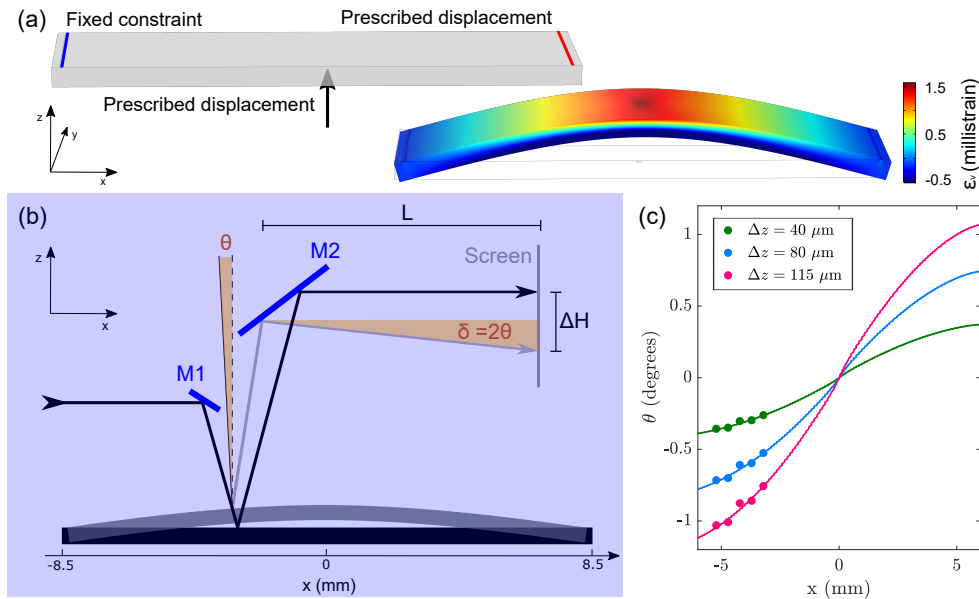 (a)
Fixed constraint
Prescribed displacement
Prescribed displacement
z
y
x
1.5
0.5
-0.5
εv (millistrain)
(b)
L
θ
M2
Screen
z
x
δ =2θ
ΔH
M1
-8.5
0
8.5
x (mm)
(c)
Δz = 40 μm
Δz = 80 μm
Δz = 115 μm
1
0.5
0
-0.5
-1
θ (degrees)
-5
0
5
x (mm)